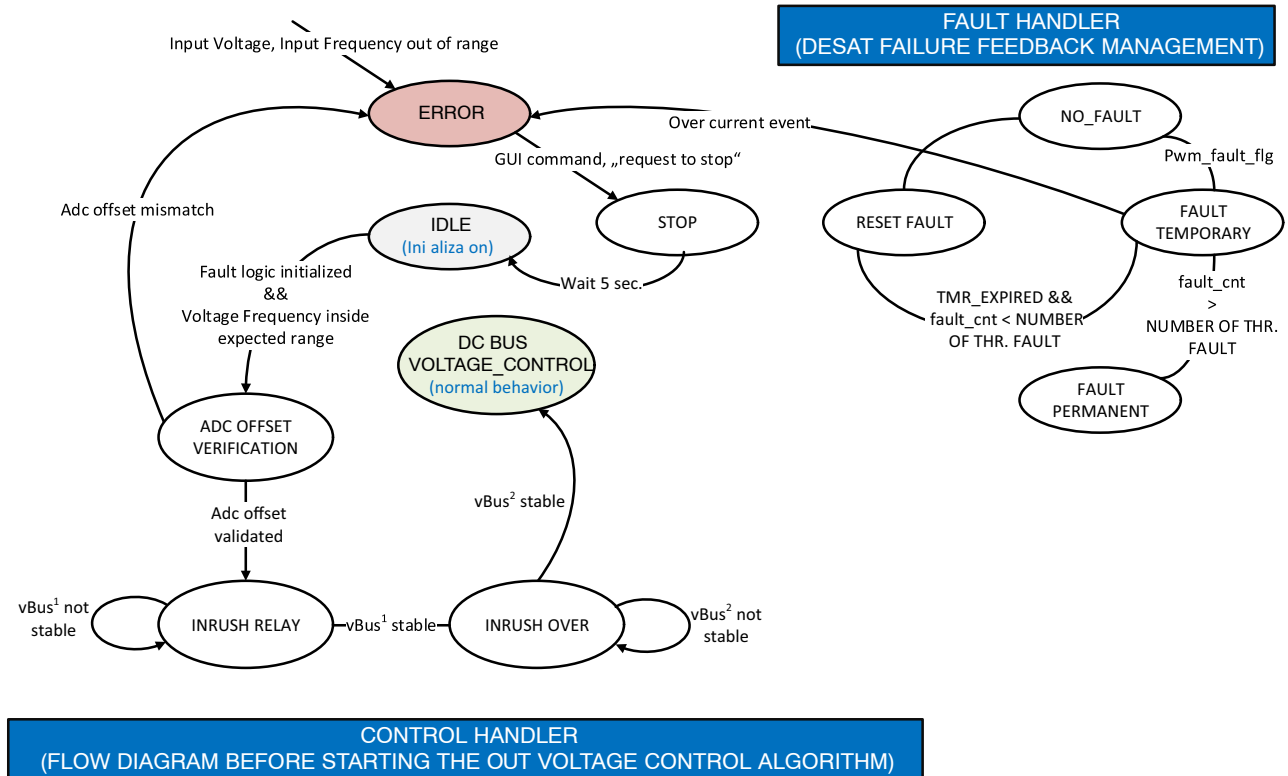 FAULT HANDLER
(DESAT FAILURE FEEDBACK MANAGEMENT)
Input Voltage, Input Frequency out of range
ERROR
Over current event
NO_FAULT
Pwm_fault_flg
GUI command, „request to stop“
Adc offset mismatch
IDLE
(Ini aliza on)
STOP
RESET FAULT
FAULT
TEMPORARY
Wait 5 sec.
Fault logic initialized
&&
Voltage Frequency inside
expected range
TMR_EXPIRED &&
fault_cnt < NUMBER
OF THR. FAULT
fault_cnt
>
NUMBER OF THR.
FAULT
DC BUS
VOLTAGE_CONTROL
(normal behavior)
FAULT
PERMANENT
ADC OFFSET
VERIFICATION
Adc offset
validated
vBus² stable
vBus¹ not
stable
INRUSH RELAY
vBus¹ stable
INRUSH OVER
vBus² not
stable
CONTROL HANDLER
(FLOW DIAGRAM BEFORE STARTING THE OUT VOLTAGE CONTROL ALGORITHM)